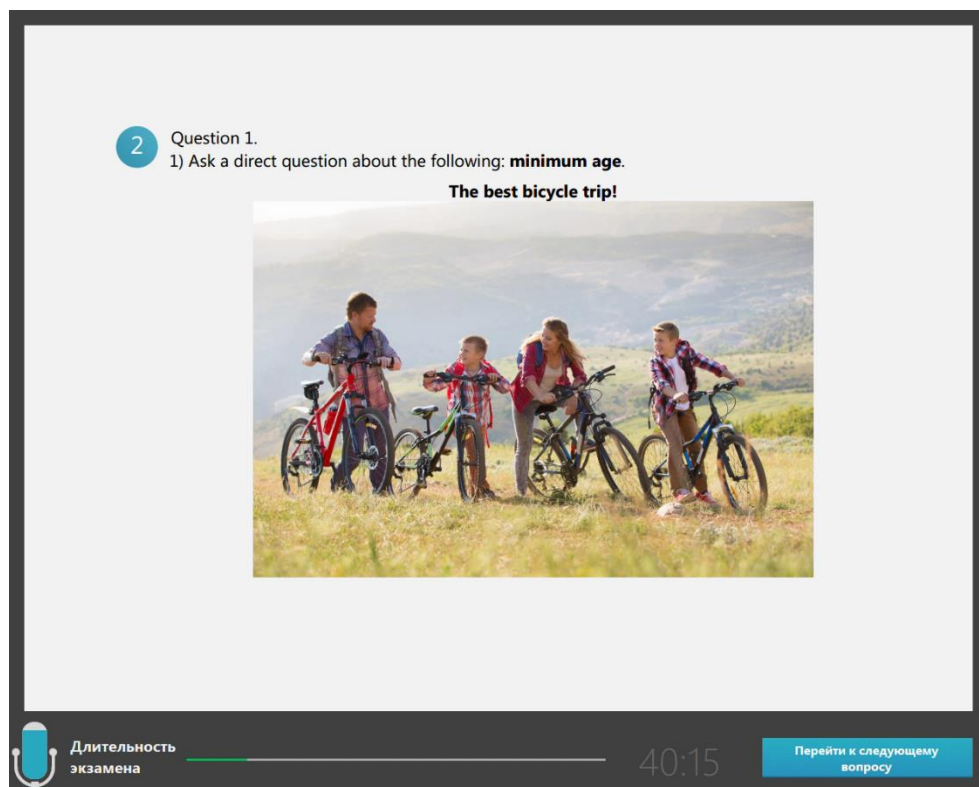 2
Question 1.
1) Ask a direct question about the following: minimum age.
The best bicycle trip!
Длительность
экзамена
40:15
Перейти к следующему
вопросу